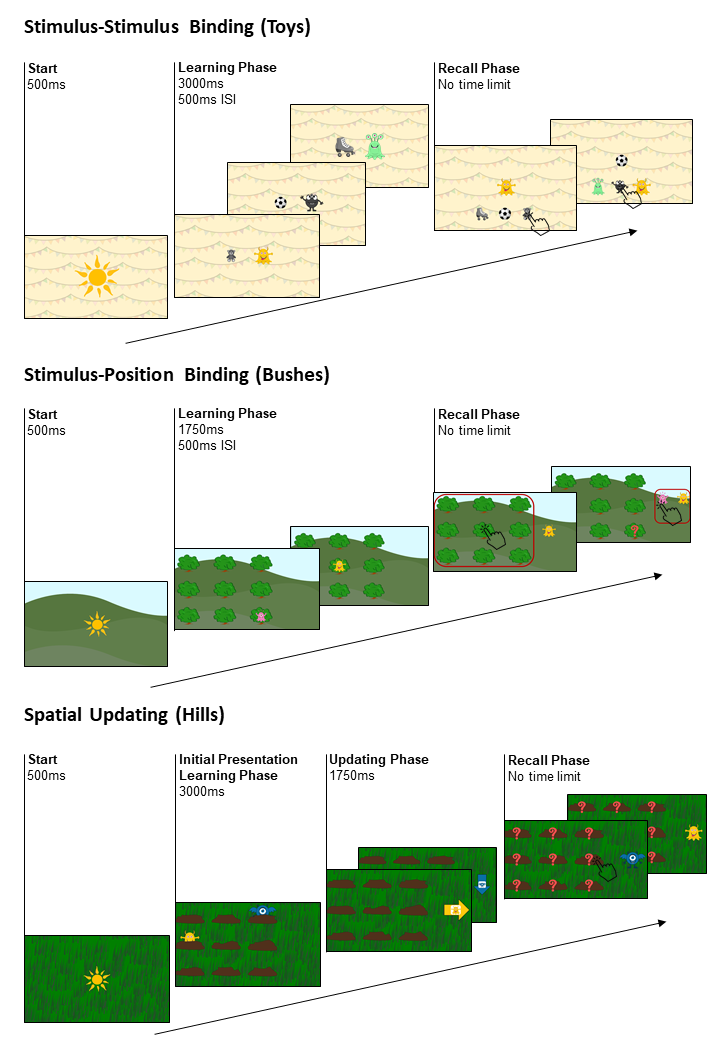 Stimulus-Stimulus Binding (Toys)
Start
500ms
Learning Phase
3000ms
500ms ISI
Recall Phase
No time limit
Stimulus-Position Binding (Bushes)
Start
500ms
Learning Phase
1750ms
500ms ISI
Recall Phase
No time limit
?
Spatial Updating (Hills)
Start
500ms
Initial Presentation
Learning Phase
3000ms
Updating Phase
1750ms
Recall Phase
No time limit
? ? ?
?
?
? ? ?
? ? ?
? ? ?